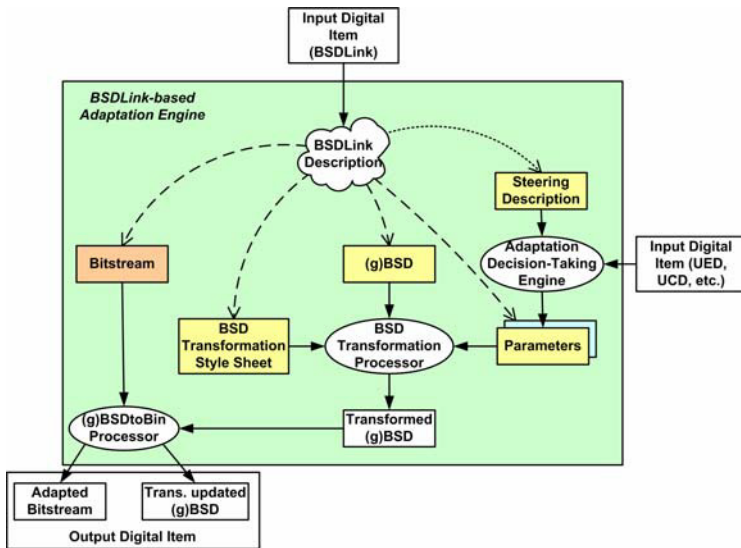 Input Digital
Item
(BSDLink)
BSDLink-based
Adaptation Engine
BSDLink
Description
Steering
Description
Bitstream
(g)BSD
Adaptation
Decision-Taking
Engine
Input Digital
Item (UED,
UCD, etc.)
BSD
Transformation
Style Sheet
BSD
Transformation
Processor
Parameters
(g)BSDtoBin
Processor
Transformed
(g)BSD
Adapted
Bitstream
Trans. updated
(g)BSD
Output Digital Item